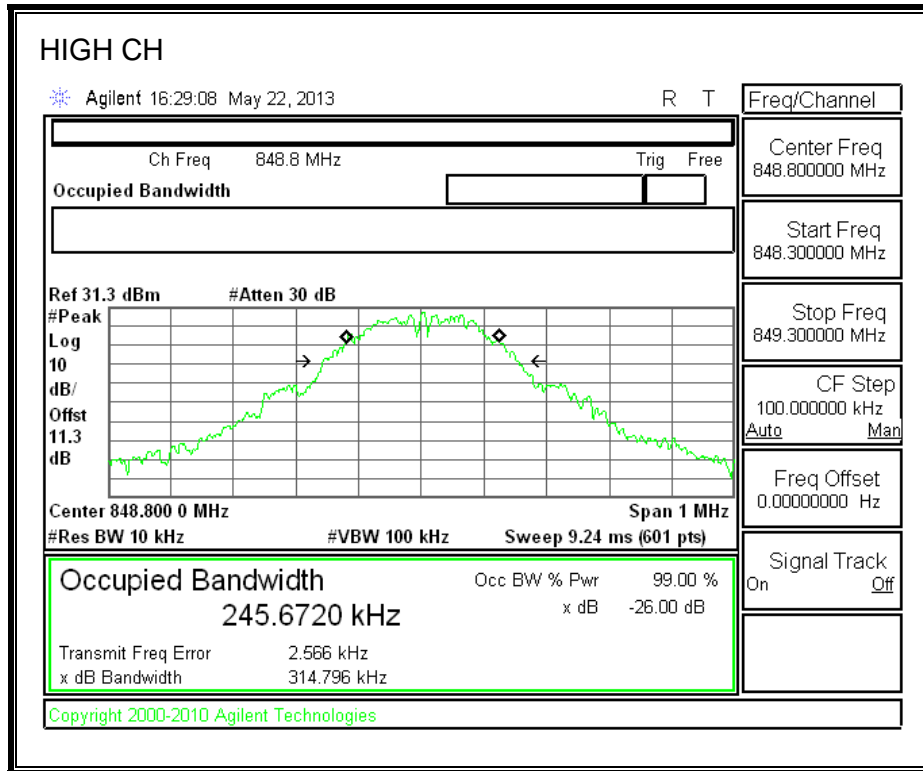 HIGH CH
Agilent 16:29:08 May 22, 2013 R T
Freq/Channel
Ch Freq 848.8 MHz Trig Free
Occupied Bandwidth
Center Freq
848.800000 MHz
Start Freq
848.300000 MHz
Ref 31.3 dBm #Atten 30 dB
#Peak
Log
10
dB/
Offst
11.3
dB
Stop Freq
849.300000 MHz
CF Step
100.000000 kHz
Auto Man
Center 848.800 0 MHz Span 1 MHz
#Res BW 10 kHz #VBW 100 kHz Sweep 9.24 ms (601 pts)
Freq Offset
0.00000000 Hz
Occupied Bandwidth Occ BW % Pwr 99.00 %
245.6720 kHz x dB -26.00 dB
Transmit Freq Error 2.566 kHz
x dB Bandwidth 314.796 kHz
Signal Track
On Off
Copyright 2000-2010 Agilent Technologies